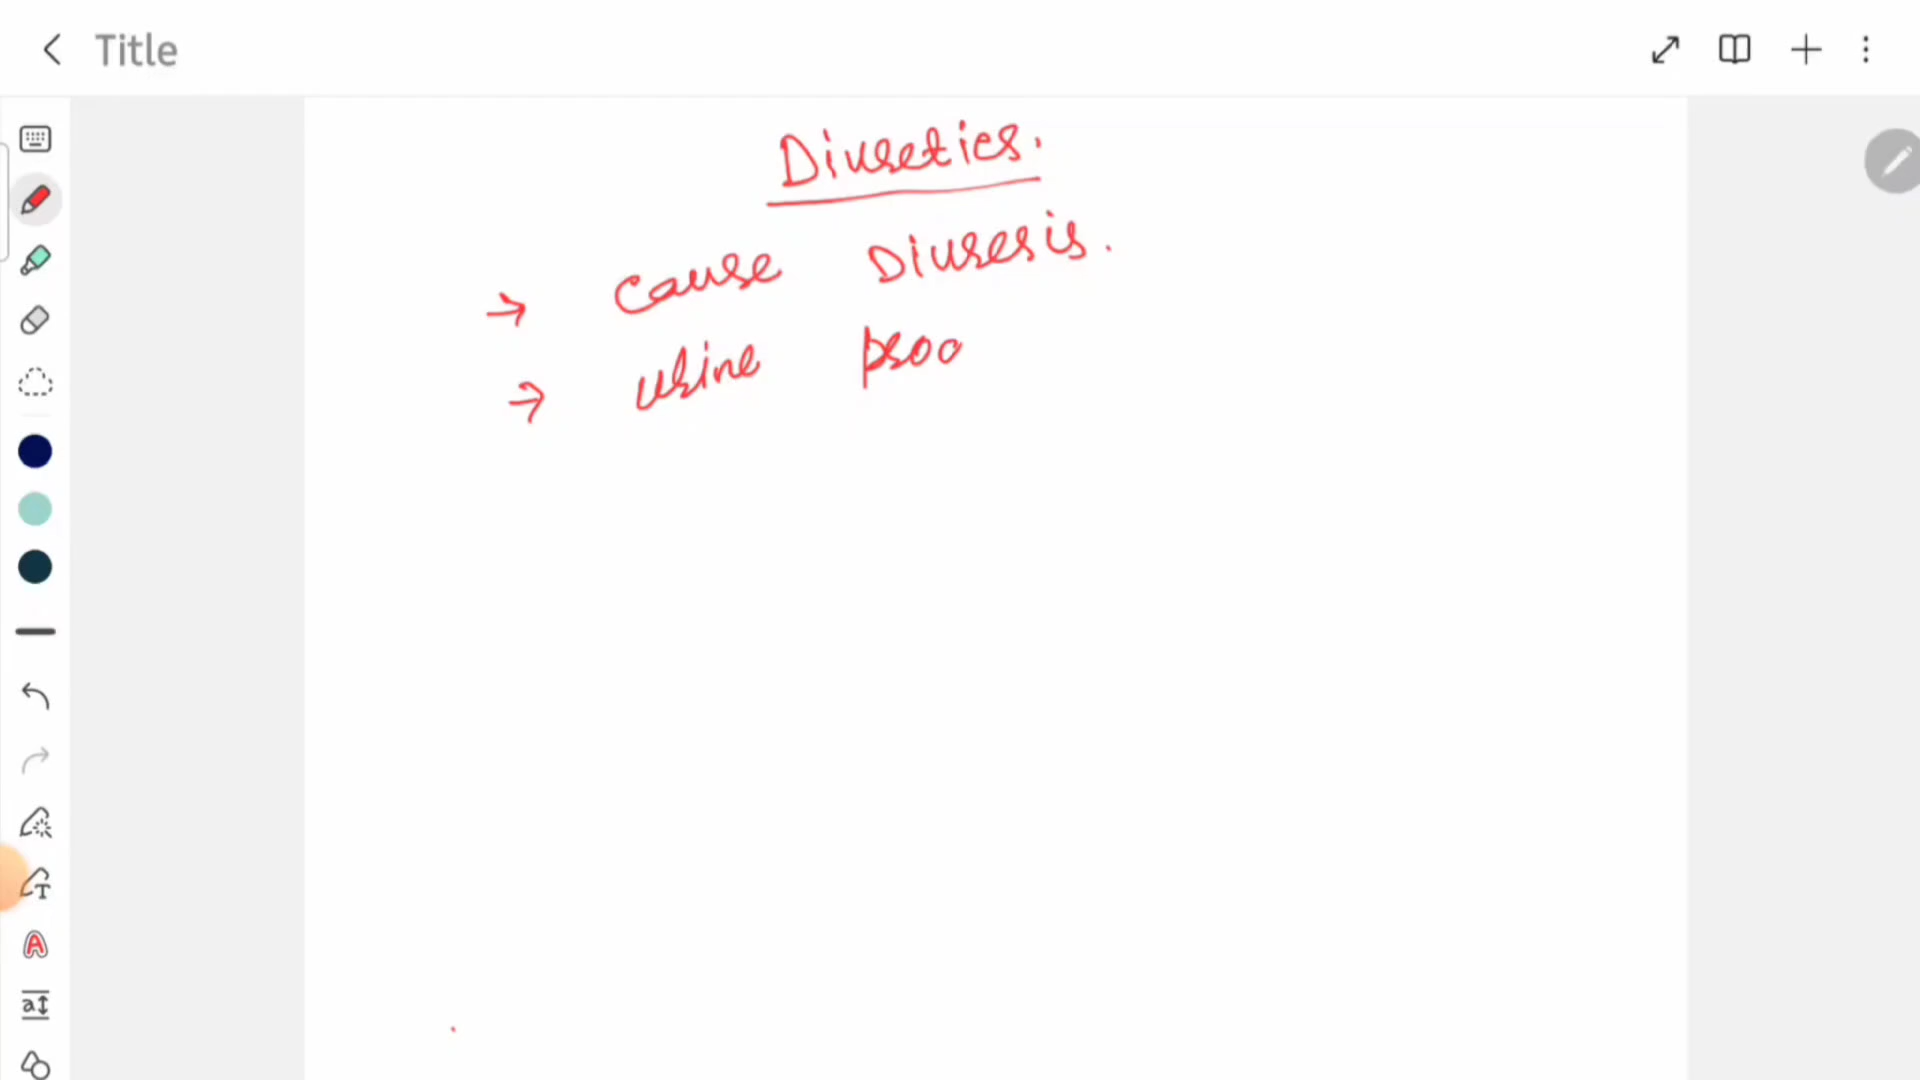 Title
Diuretics.
→ cause Diuresis.
→ urine proo